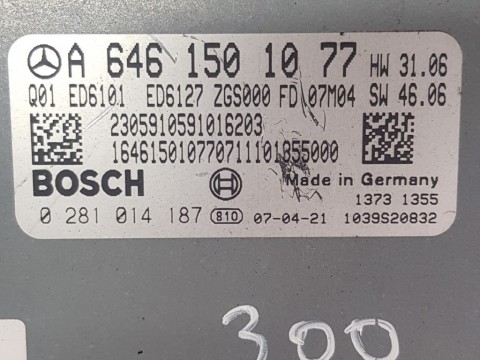 A 646 150 10 77 HW 31.06
Q01 ED6101 ED6127 ZGS000 FD 07M04 SW 46.06
2305910591016203
164615010770711101355000
BOSCH Made in Germany
1373 1355
0 281 014 187 810 07-04-21 1039S20832
300